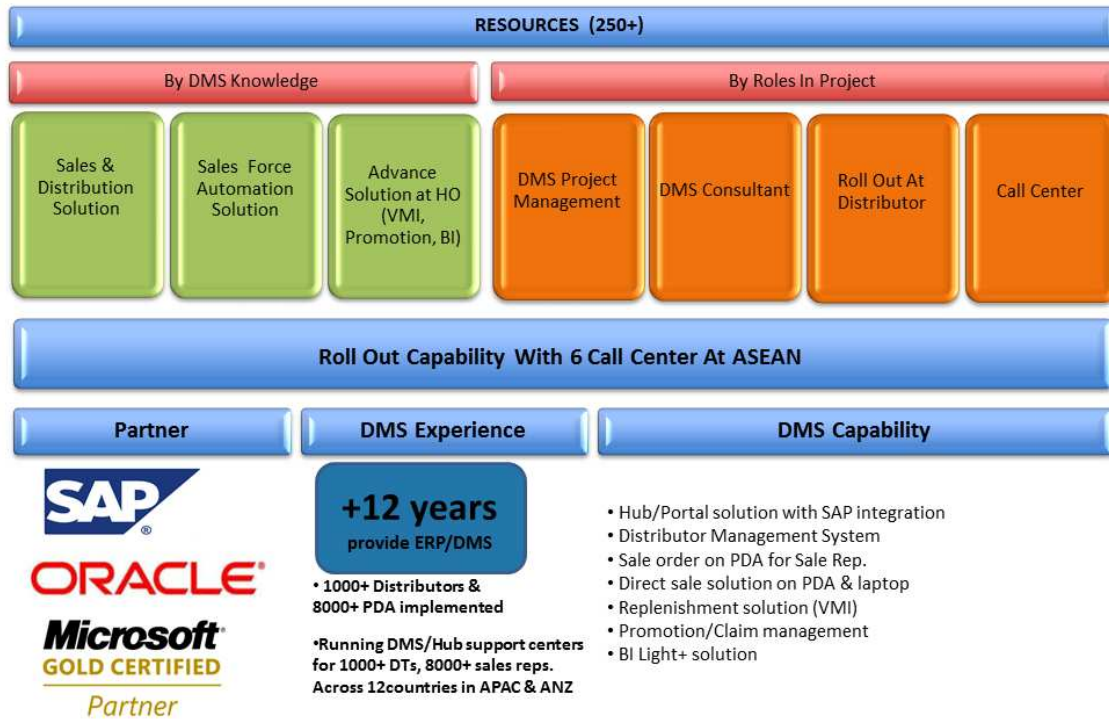 RESOURCES (250+)
By DMS Knowledge
By Roles In Project
Sales &
Distribution
Solution
Sales Force
Automation
Solution
Advance
Solution at HO
(VMI,
Promotion, BI)
DMS Project
Management
DMS Consultant
Roll Out At
Distributor
Call Center
Roll Out Capability With 6 Call Center At ASEAN
Partner
SAP®
ORACLE®
Microsoft
GOLD CERTIFIED
Partner
DMS Experience
+12 years
provide ERP/DMS
• 1000+ Distributors &
8000+ PDA implemented
•Running DMS/Hub support centers
for 1000+ DTs, 8000+ sales reps.
Across 12countries in APAC & ANZ
DMS Capability
• Hub/Portal solution with SAP integration
• Distributor Management System
• Sale order on PDA for Sale Rep.
• Direct sale solution on PDA & laptop
• Replenishment solution (VMI)
• Promotion/Claim management
• BI Light+ solution